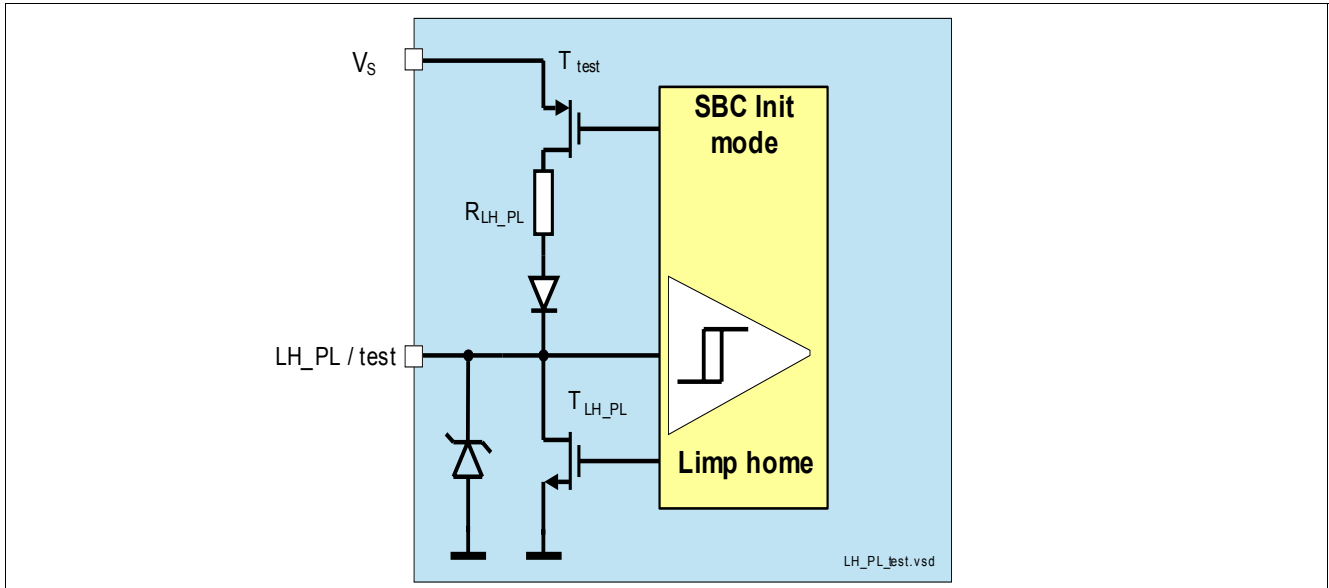 V_S
T_test
SBC Init
mode
R_LH_PL
LH_PL / test
T_LH_PL
Limp home
LH_PL_test.vsd